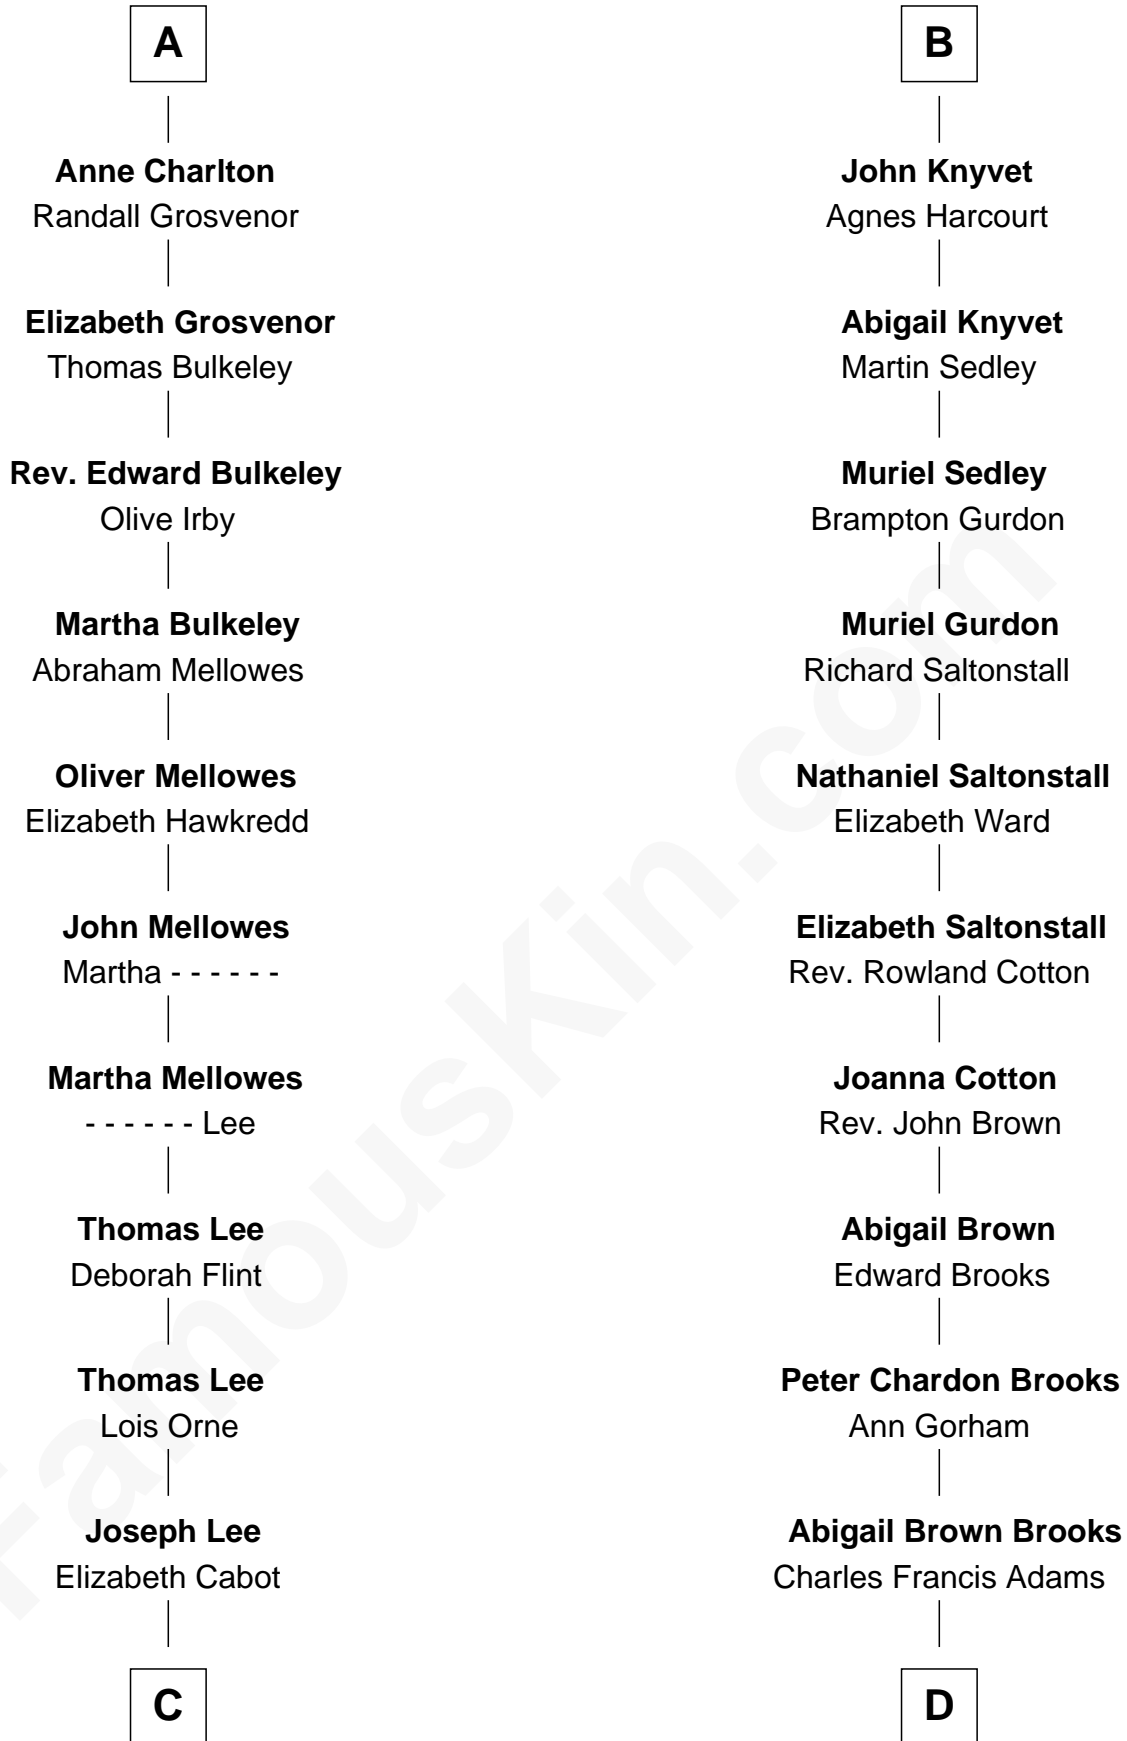 A
Anne Charlton
Randall Grosvenor
Elizabeth Grosvenor
Thomas Bulkeley
Rev. Edward Bulkeley
Olive Irby
Martha Bulkeley
Abraham Mellowes
Oliver Mellowes
Elizabeth Hawkredd
John Mellowes
Martha - - - - - -
Martha Mellowes
- - - - - - Lee
Thomas Lee
Deborah Flint
Thomas Lee
Lois Orne
Joseph Lee
Elizabeth Cabot
C
B
John Knyvet
Agnes Harcourt
Abigail Knyvet
Martin Sedley
Muriel Sedley
Brampton Gurdon
Muriel Gurdon
Richard Saltonstall
Nathaniel Saltonstall
Elizabeth Ward
Elizabeth Saltonstall
Rev. Rowland Cotton
Joanna Cotton
Rev. John Brown
Abigail Brown
Edward Brooks
Peter Chardon Brooks
Ann Gorham
Abigail Brown Brooks
Charles Francis Adams
D
FamousKin.com